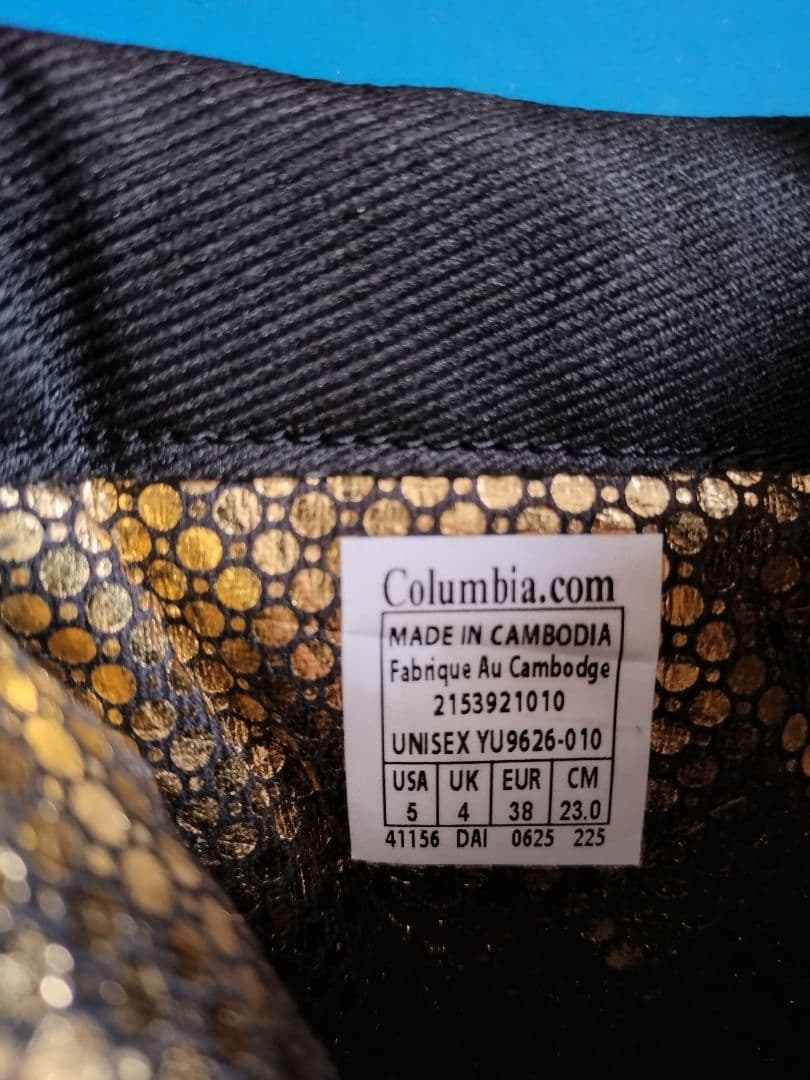 Columbia.com
MADE IN CAMBODIA
Fabrique Au Cambodge
2153921010
UNISEX YU9626-010
USA UK EUR CM
5 4 38 23.0
41156 DAI 0625 225